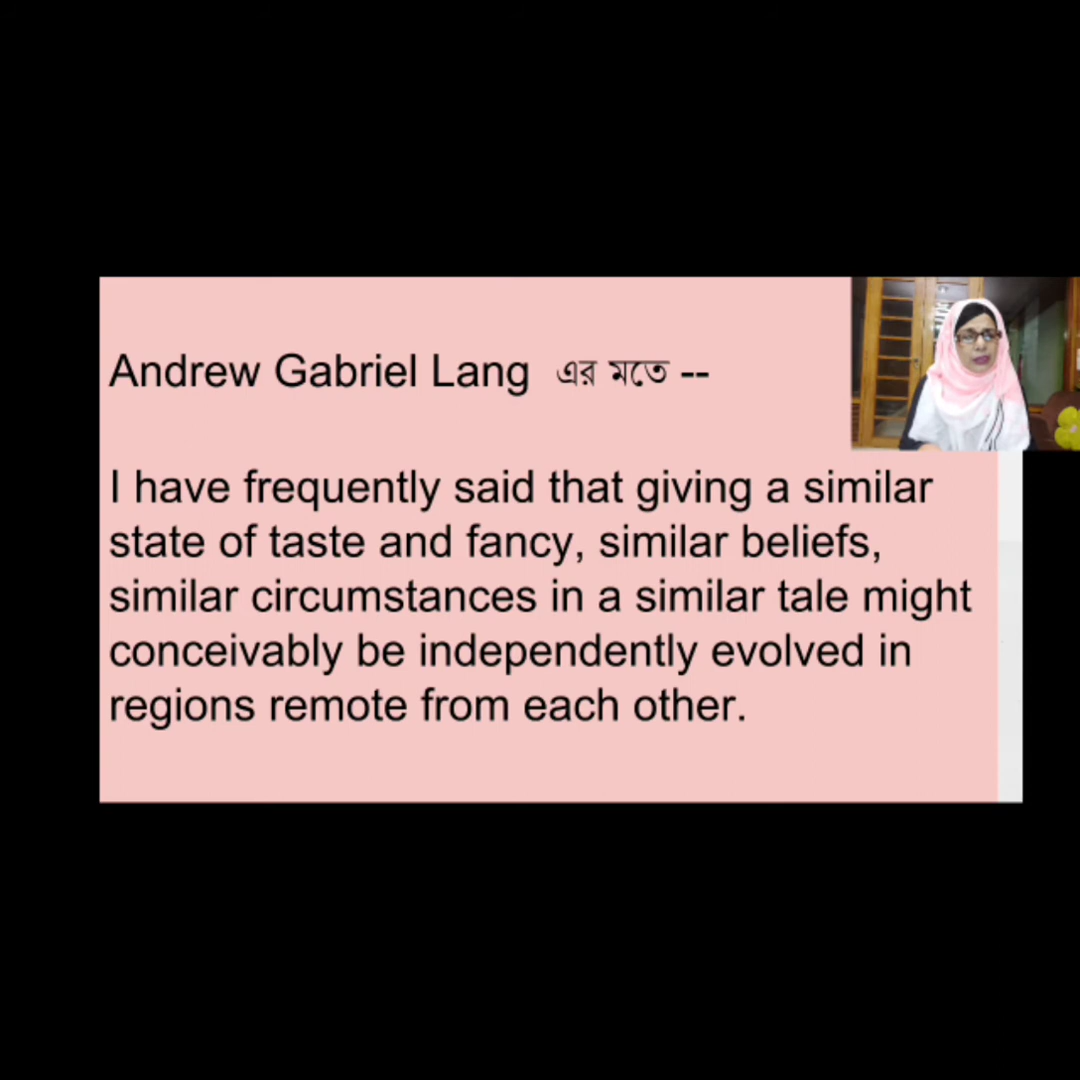 Andrew Gabriel Lang এর মতে --
I have frequently said that giving a similar
state of taste and fancy, similar beliefs,
similar circumstances in a similar tale might
conceivably be independently evolved in
regions remote from each other.